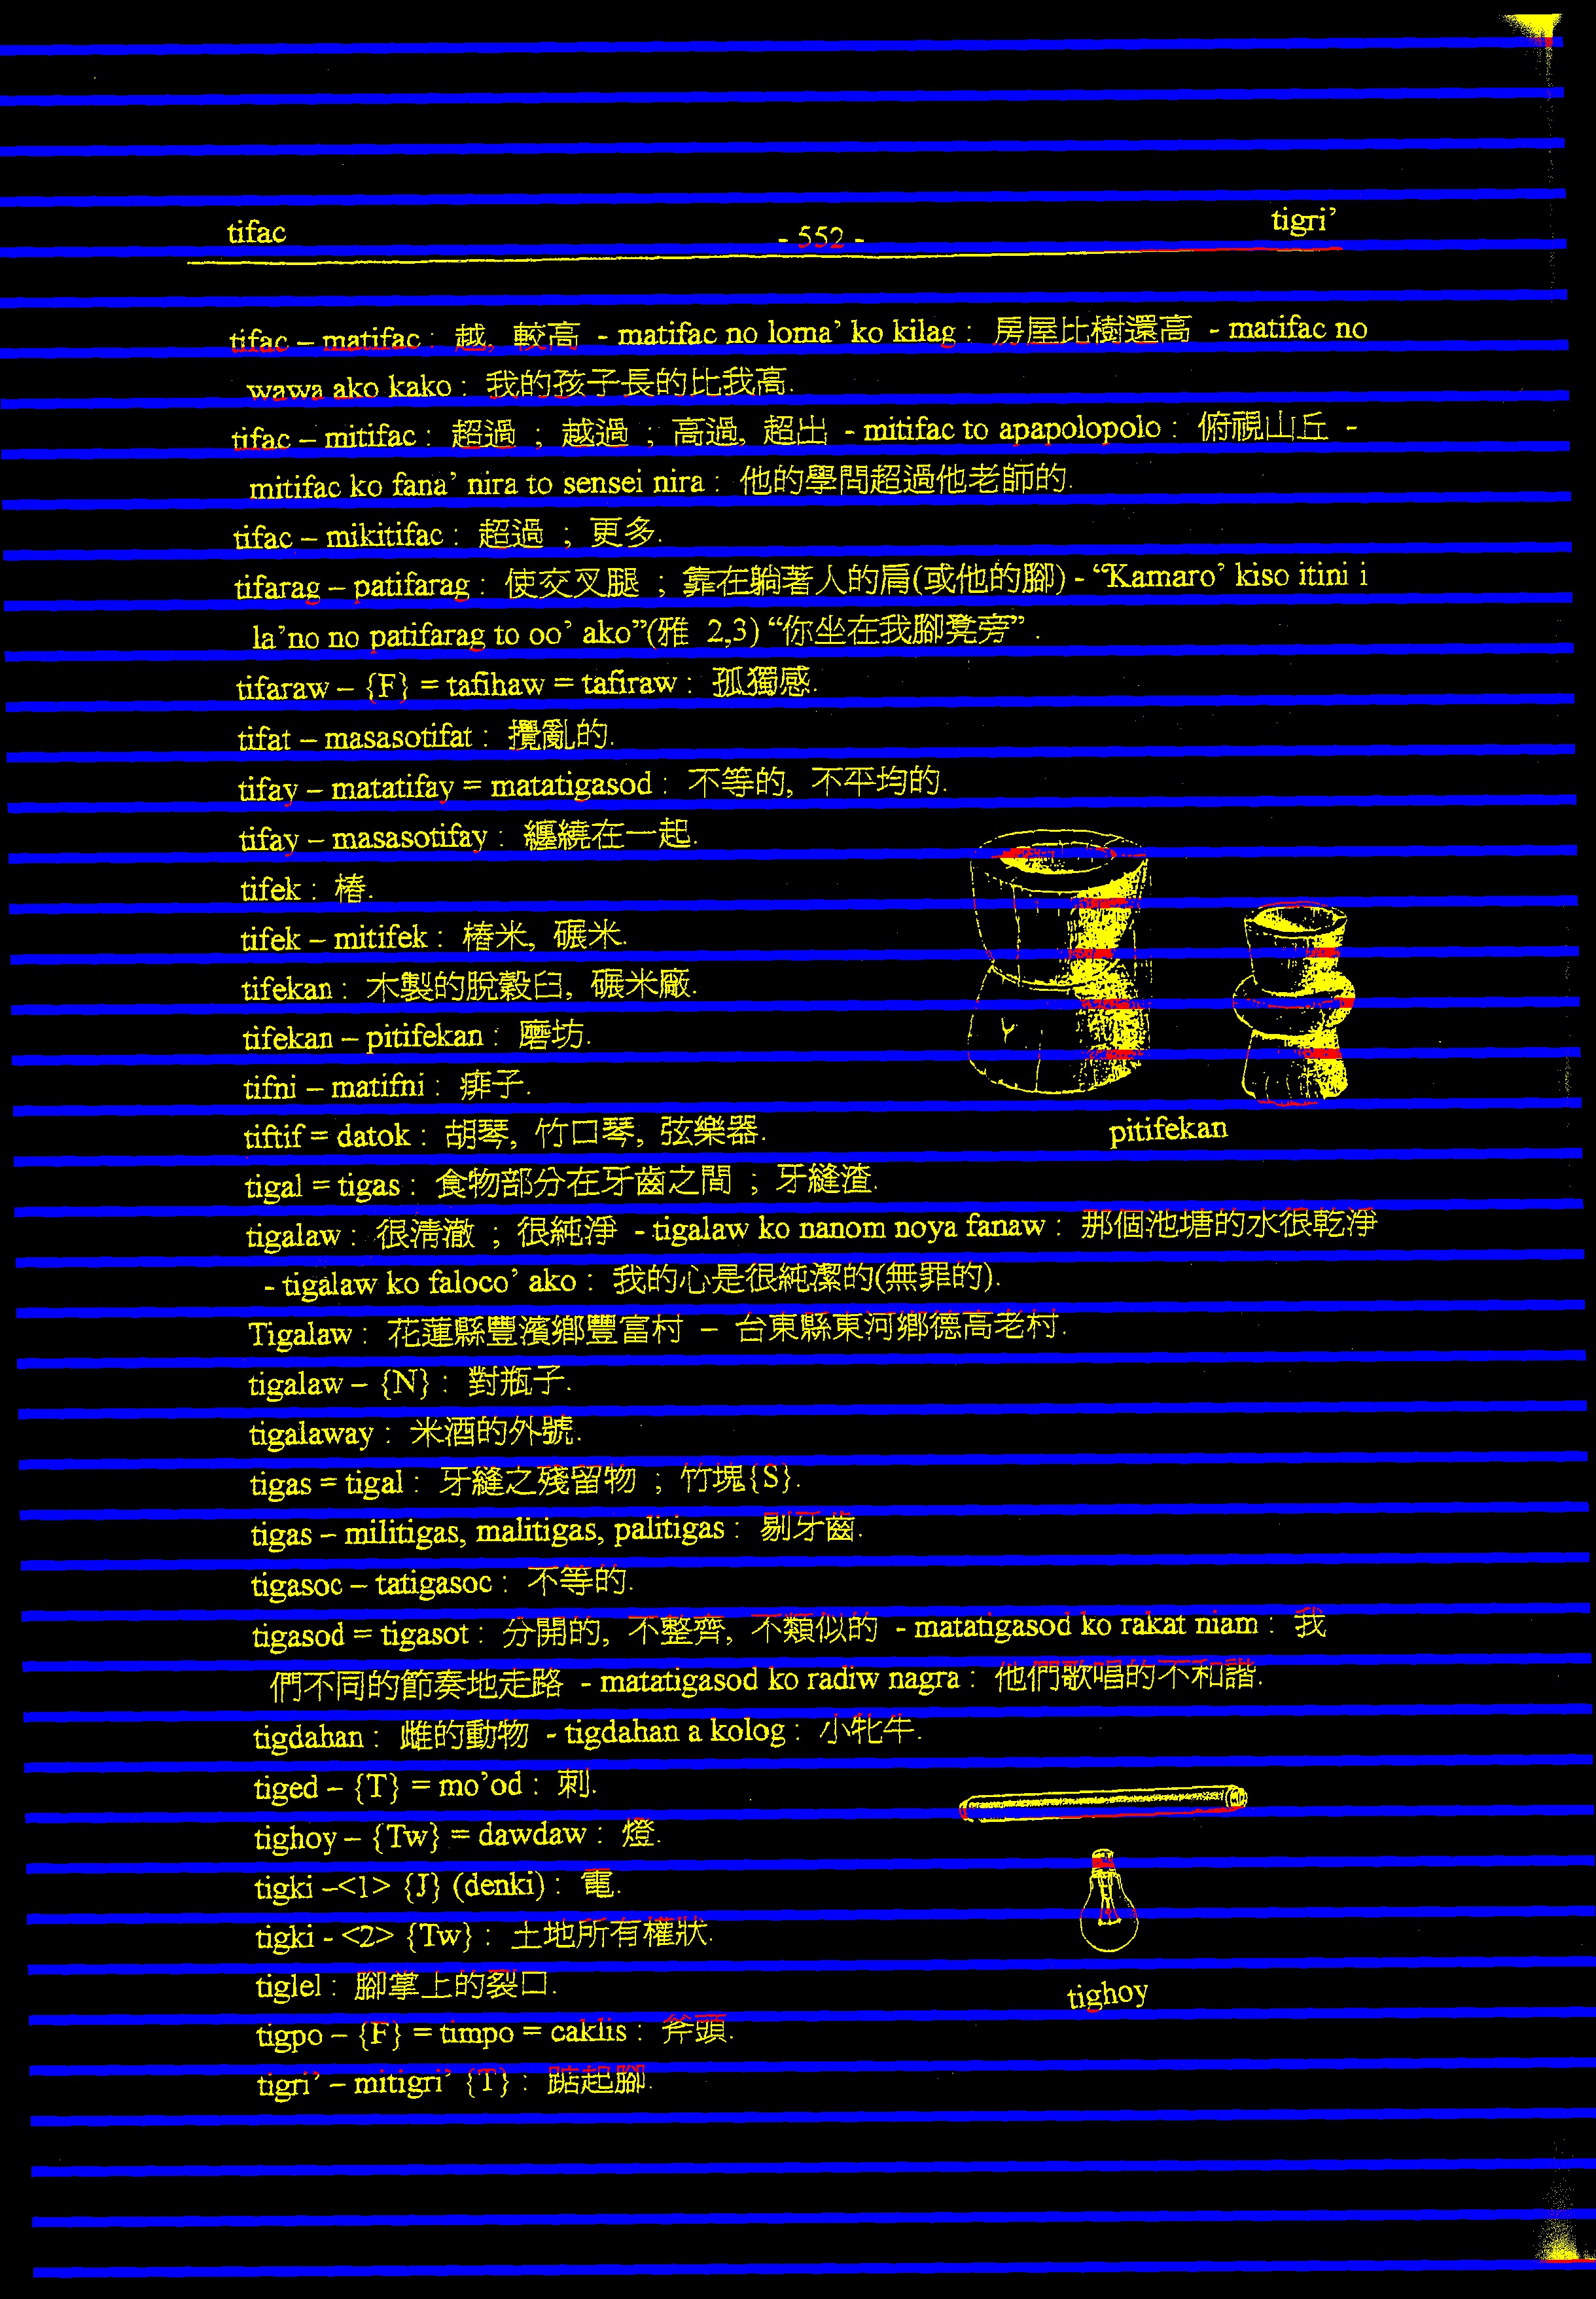 tifac - 552 - tigri’
tifac – matifac : 越, 較高 - matifac no loma’ ko kilag : 房屋比樹還高 - matifac no
wawa ako kako : 我的孩子長的比我高.
tifac – mitifac : 超過 ; 越過 ; 高過, 超出 - mitifac to apapolopolo : 俯視山丘 -
mitifac ko fana’ nira to sensei nira : 他的學問超過他老師的.
tifac – mikitifac : 超過 ; 更多.
tifarag – patifarag : 使交叉腿 ; 靠在躺著人的肩(或他的腳) - “Kamaro’ kiso itini i
la’no no patifarag to oo’ ako”(雅 2,3) “你坐在我腳凳旁” .
tifaraw – {F} = tafihaw = tafiraw : 孤獨感.
tifat – masasotifat : 攪亂的.
tifay – matatifay = matatigasod : 不等的, 不平均的.
tifay – masasotifay : 纏繞在一起.
tifek : 樁.
tifek – mitifek : 樁米, 碾米.
tifekan : 木製的脫穀臼, 碾米廠.
tifekan – pitifekan : 磨坊.
tifni – matifni : 痱子.
tiftif = datok : 胡琴, 竹口琴, 弦樂器.
pitifekan
tigal = tigas : 食物部分在牙齒之間 ; 牙縫渣.
tigalaw : 很清澈 ; 很純淨 - tigalaw ko nanom noya fanaw : 那個池塘的水很乾淨
- tigalaw ko faloco’ ako : 我的心是很純潔的(無罪的).
Tigalaw : 花蓮縣豐濱鄉豐富村 – 台東縣東河鄉德高老村.
tigalaw – {N} : 對瓶子.
tigalaway : 米酒的外號.
tigas = tigal : 牙縫之殘留物 ; 竹塊{S}.
tigas – militigas, malitigas, palitigas : 剔牙齒.
tigasoc – tatigasoc : 不等的.
tigasod = tigasot : 分開的, 不整齊, 不類似的 - matatigasod ko rakat niam : 我
們不同的節奏地走路 - matatigasod ko radiw nagra : 他們歌唱的不和諧.
tigdahan : 雌的動物 - tigdahan a kolog : 小牝牛.
tiged – {T} = mo’od : 刺.
tighoy – {Tw} = dawdaw : 燈.
tigki –<1> {J} (denki) : 電.
tigki - <2> {Tw} : 土地所有權狀.
tiglel : 腳掌上的裂口.
tighoy
tigpo – {F} = timpo = caklis : 斧頭.
tigri’ – mitigri’ {T} : 踮起腳.